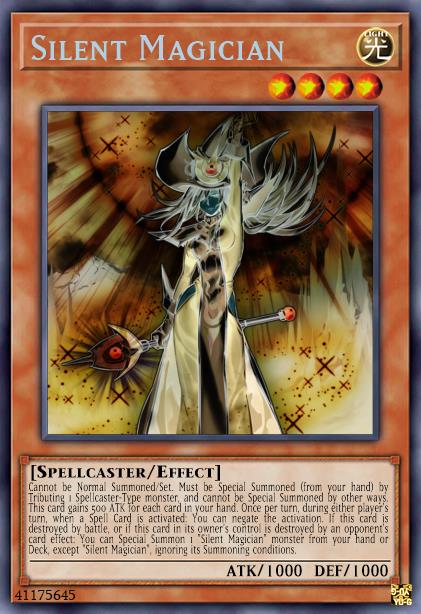 Silent Magician
LIGHT
光
[Spellcaster/Effect]
Cannot be Normal Summoned/Set. Must be Special Summoned (from your hand) by
Tributing 1 Spellcaster-Type monster, and cannot be Special Summoned by other ways.
This card gains 500 ATK for each card in your hand. Once per turn, during either player's
turn, when a Spell Card is activated: You can negate the activation. If this card is
destroyed by battle, or if this card in its owner's control is destroyed by an opponent's
card effect: You can Special Summon 1 "Silent Magician" monster from your hand or
Deck, except "Silent Magician", ignoring its Summoning conditions.
ATK/1000 DEF/1000
41175645